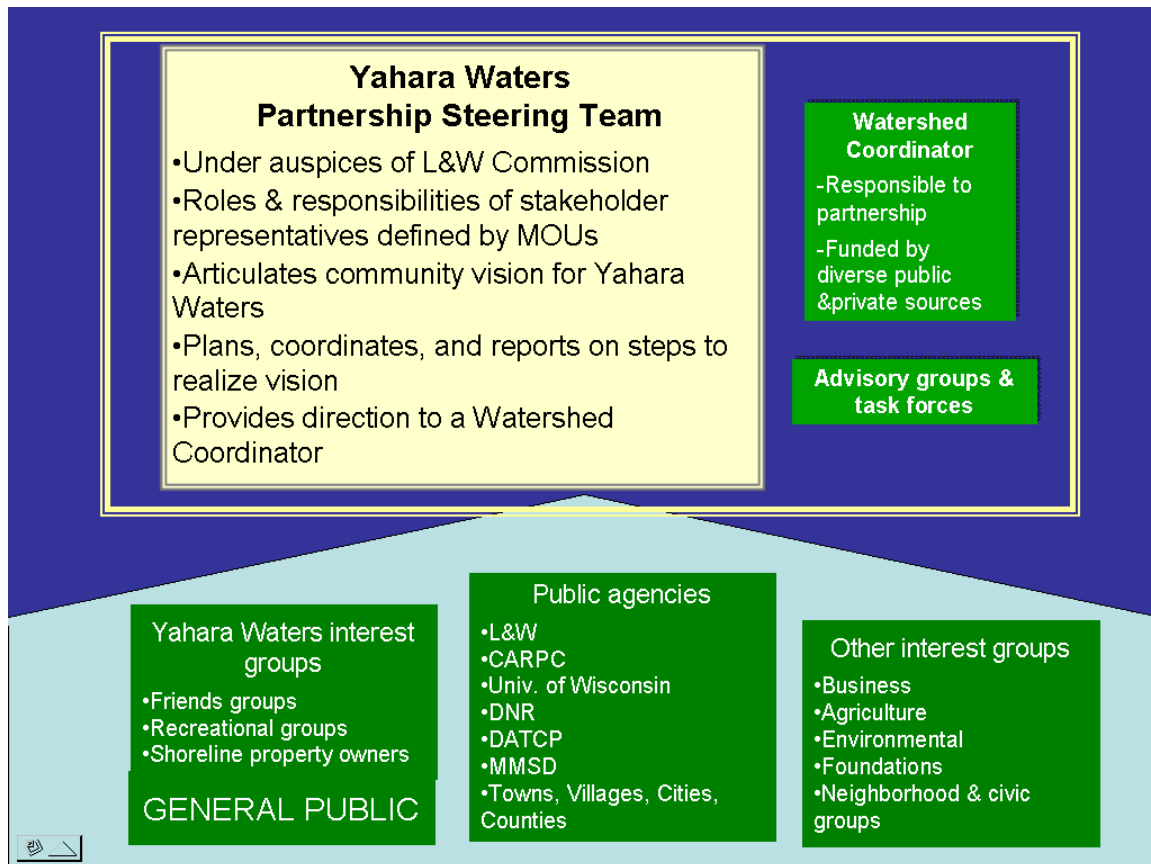 Yahara Waters
Partnership Steering Team
•Under auspices of L&W Commission
•Roles & responsibilities of stakeholder
representatives defined by MOUs
•Articulates community vision for Yahara
Waters
•Plans, coordinates, and reports on steps to
realize vision
•Provides direction to a Watershed
Coordinator
Watershed
Coordinator
-Responsible to
partnership
-Funded by
diverse public
&private sources
Advisory groups &
task forces
Yahara Waters interest
groups
•Friends groups
•Recreational groups
•Shoreline property owners
GENERAL PUBLIC
Public agencies
•L&W
•CARPC
•Univ. of Wisconsin
•DNR
•DATCP
•MMSD
•Towns, Villages, Cities,
Counties
Other interest groups
•Business
•Agriculture
•Environmental
•Foundations
•Neighborhood & civic
groups